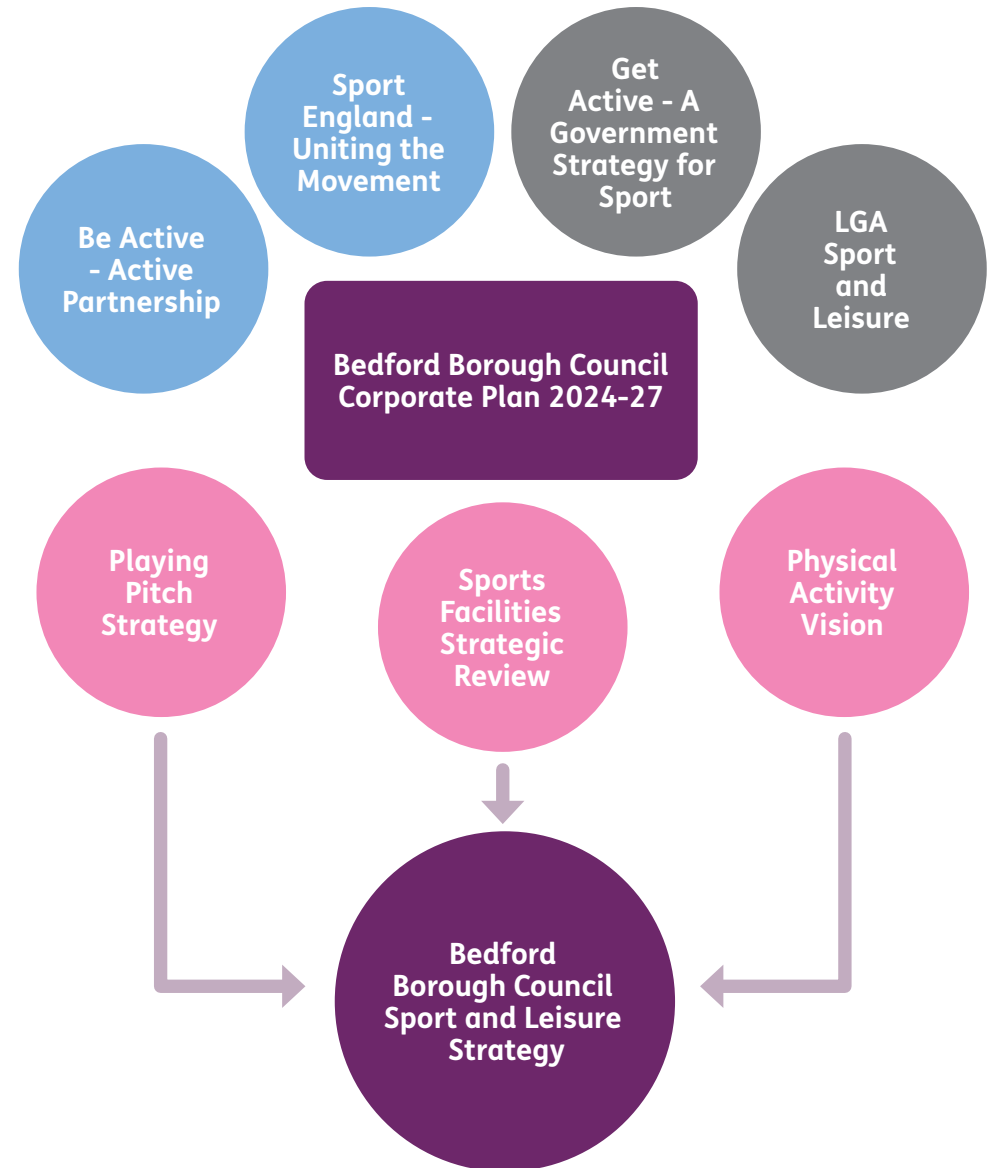 Sport
England -
Uniting the
Movement
Get
Active - A
Government
Strategy for
Sport
Be Active
- Active
Partnership
LGA
Sport
and
Leisure
Bedford Borough Council
Corporate Plan 2024-27
Playing
Pitch
Strategy
Sports
Facilities
Strategic
Review
Physical
Activity
Vision
Bedford
Borough Council
Sport and Leisure
Strategy